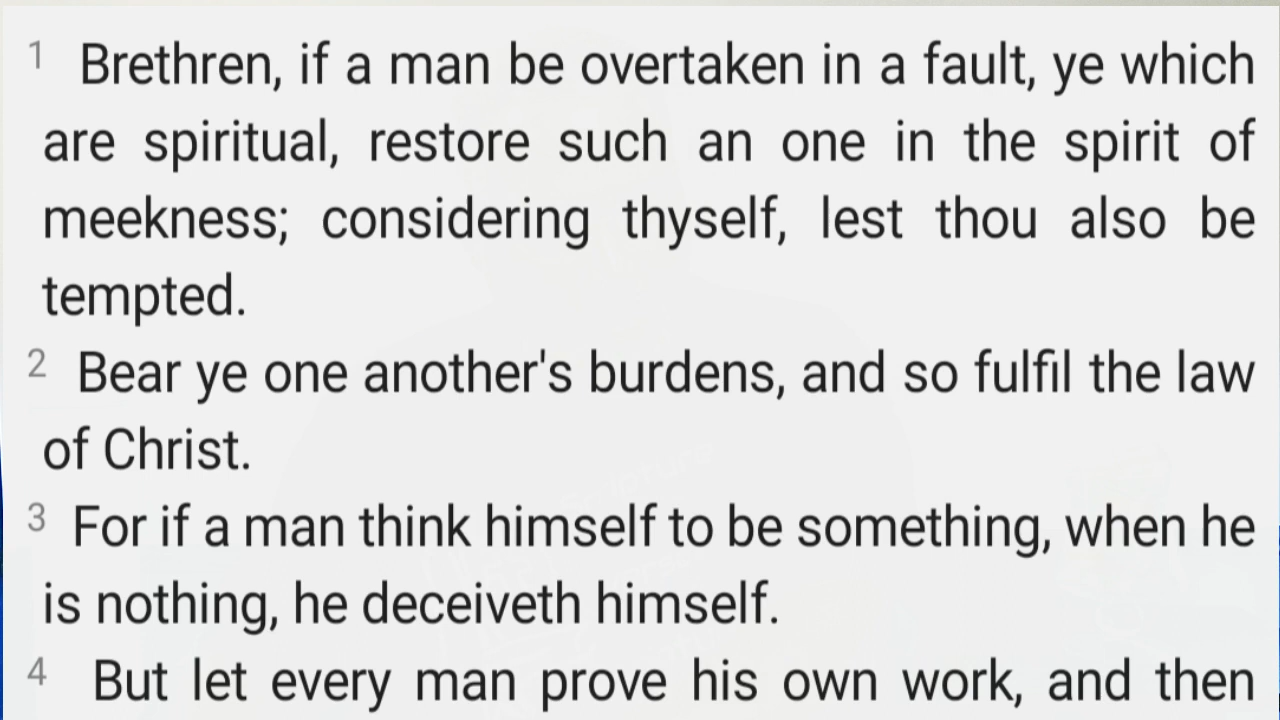 1 Brethren, if a man be overtaken in a fault, ye which
are spiritual, restore such an one in the spirit of
meekness; considering thyself, lest thou also be
tempted.
2 Bear ye one another's burdens, and so fulfil the law
of Christ.
3 For if a man think himself to be something, when he
is nothing, he deceiveth himself.
4 But let every man prove his own work, and then